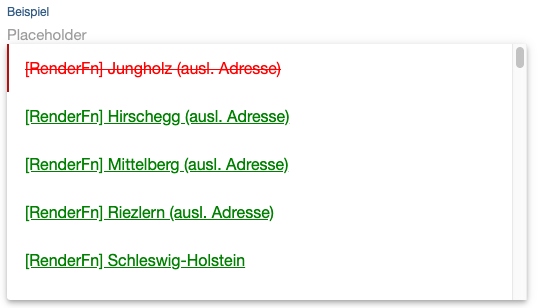 Beispiel
Placeholder
[RenderFn] Jungholz (ausl. Adresse)
[RenderFn] Hirschegg (ausl. Adresse)
[RenderFn] Mittelberg (ausl. Adresse)
[RenderFn] Riezlern (ausl. Adresse)
[RenderFn] Schleswig-Holstein